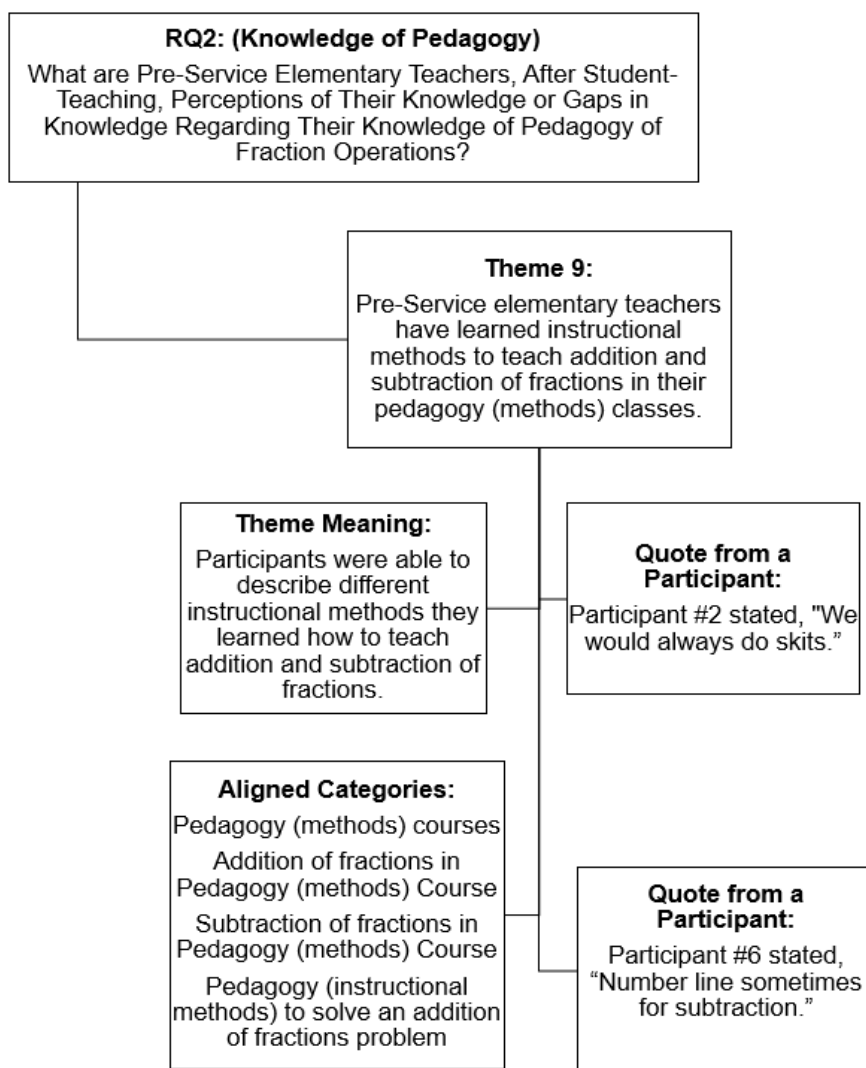 RQ2: (Knowledge of Pedagogy)
What are Pre-Service Elementary Teachers, After Student-
Teaching, Perceptions of Their Knowledge or Gaps in
Knowledge Regarding Their Knowledge of Pedagogy of
Fraction Operations?
Theme 9:
Pre-Service elementary teachers
have learned instructional
methods to teach addition and
subtraction of fractions in their
pedagogy (methods) classes.
Theme Meaning:
Participants were able to
describe different
instructional methods they
learned how to teach
addition and subtraction of
fractions.
Quote from a
Participant:
Participant #2 stated, "We
would always do skits.”
Aligned Categories:
Pedagogy (methods) courses
Addition of fractions in
Pedagogy (methods) Course
Subtraction of fractions in
Pedagogy (methods) Course
Pedagogy (instructional
methods) to solve an addition
of fractions problem
Quote from a
Participant:
Participant #6 stated,
“Number line sometimes
for subtraction.”